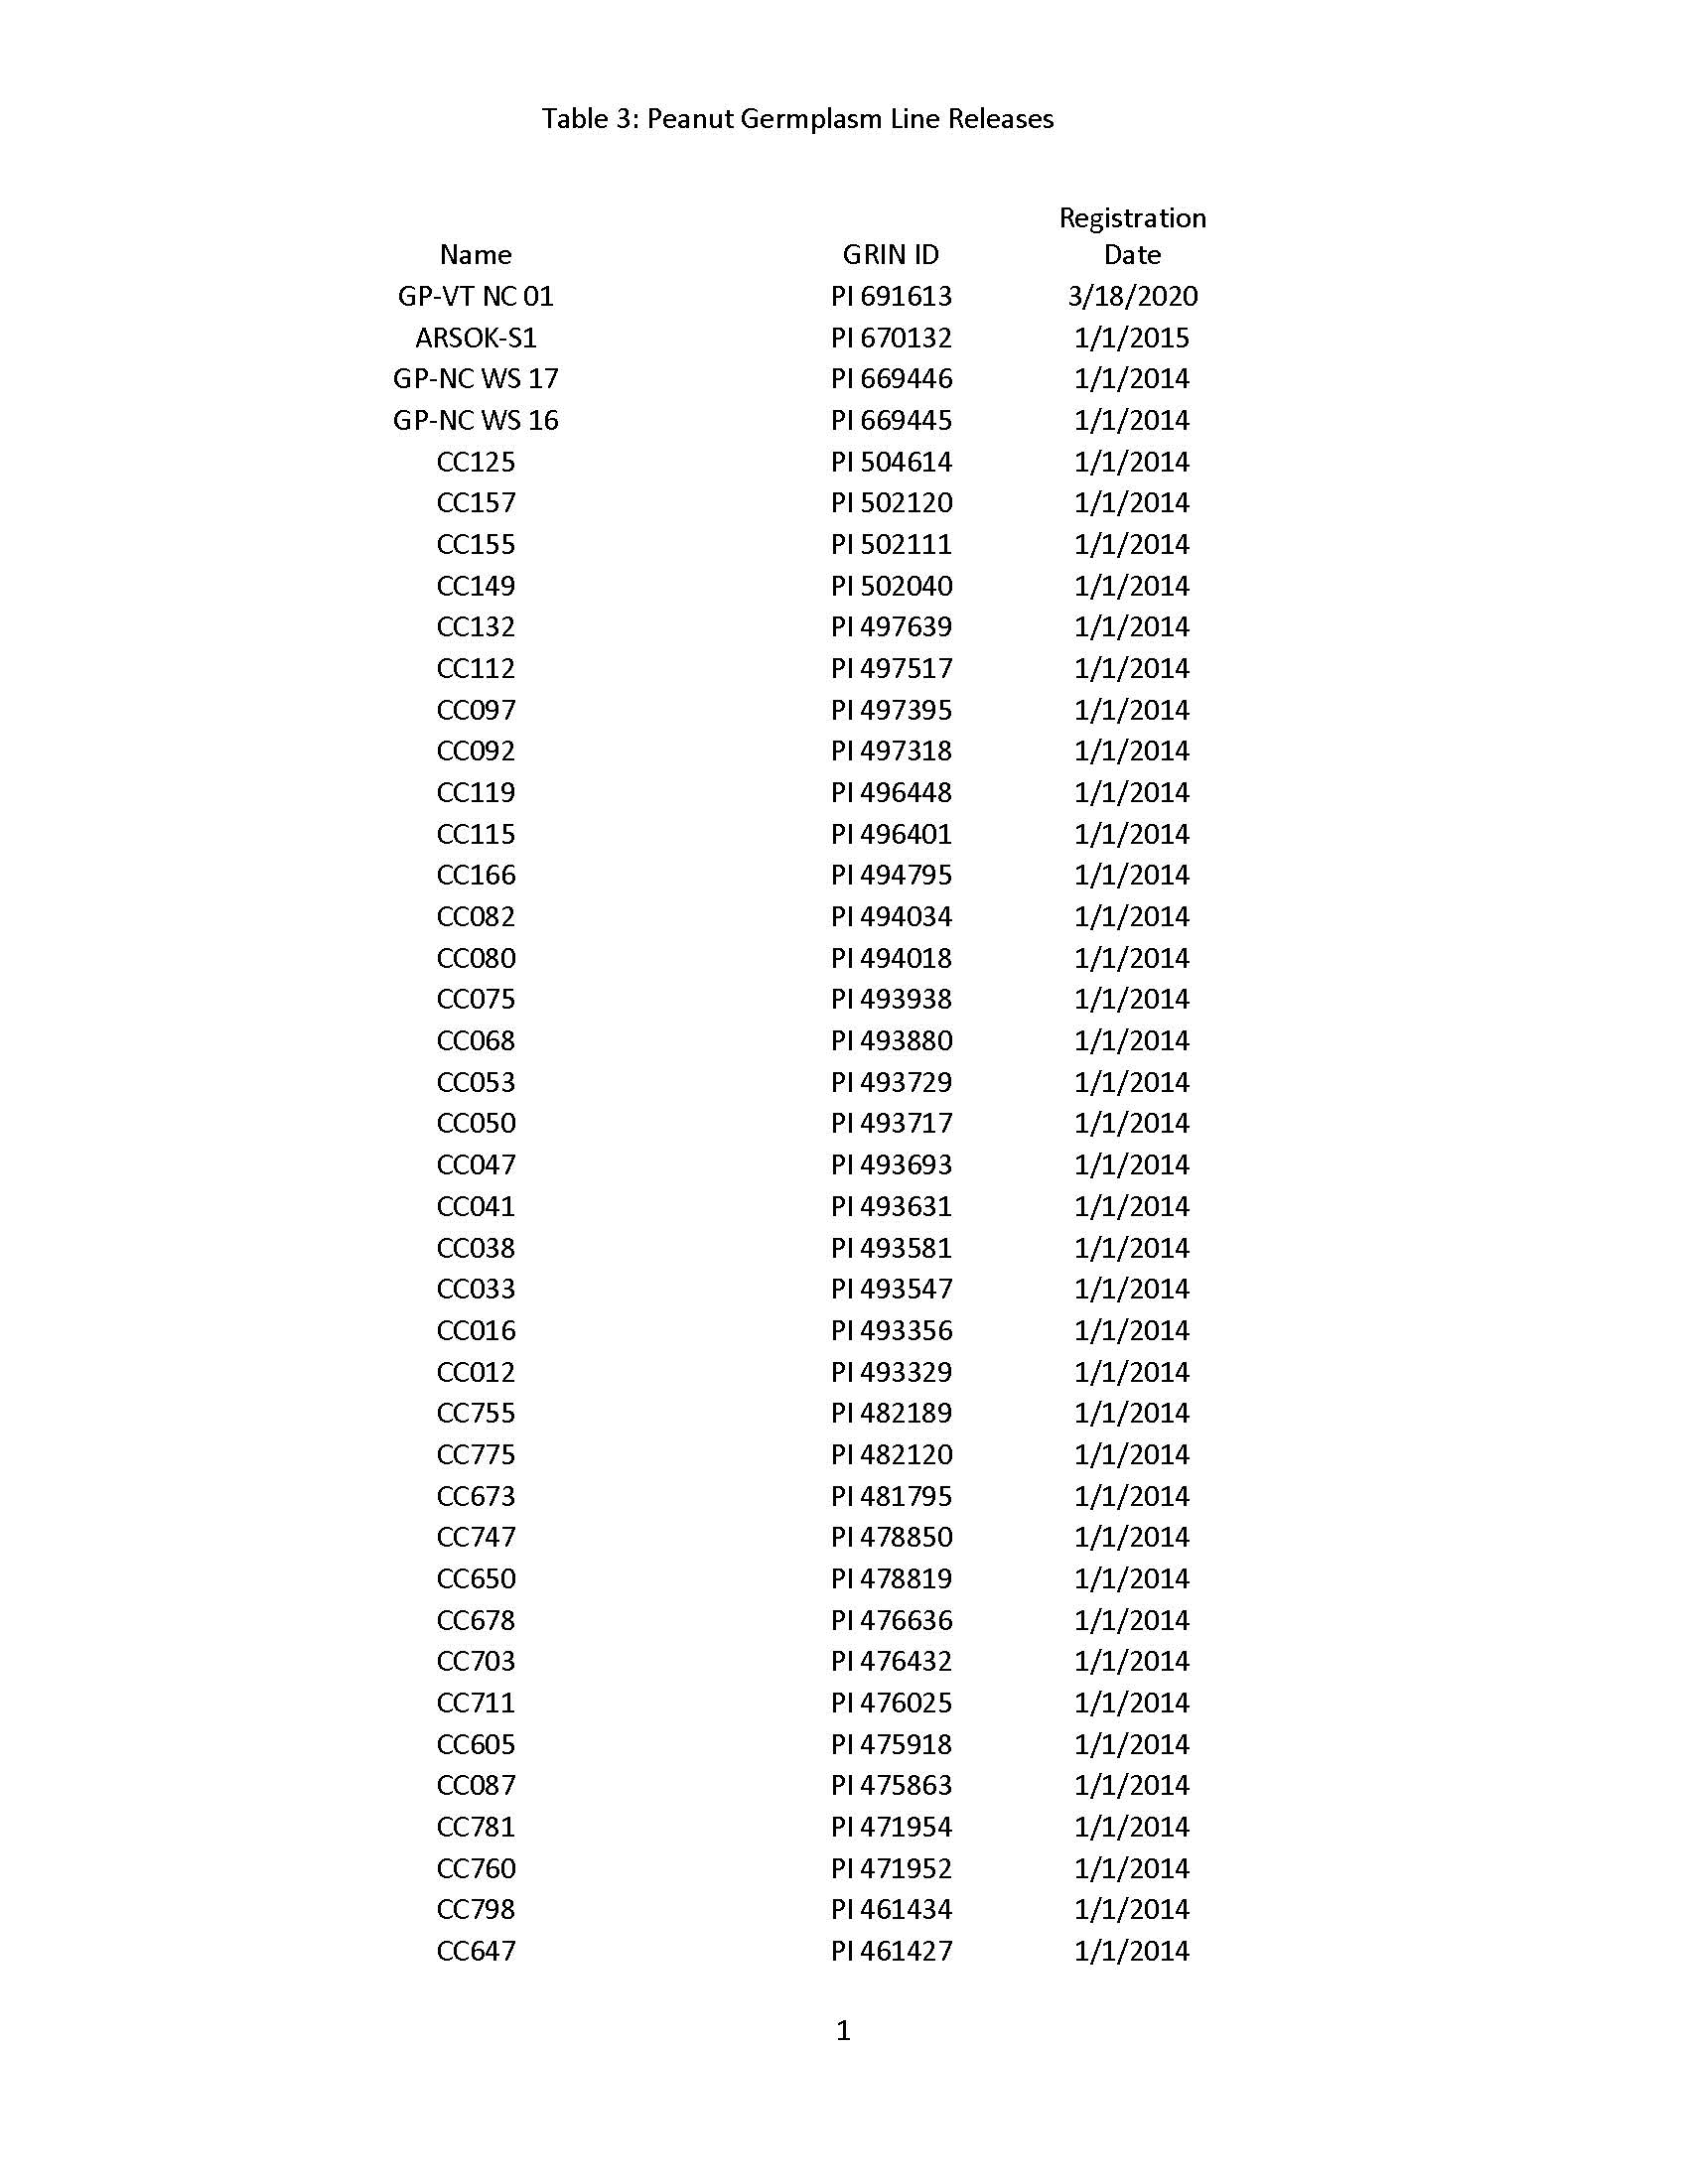 Table 3: Peanut Germplasm Line Releases
Registration
Name GRIN ID Date
GP-VT NC 01 PI 691613 3/18/2020
ARSOK-S1 PI 670132 1/1/2015
GP-NC WS 17 PI 669446 1/1/2014
GP-NC WS 16 PI 669445 1/1/2014
CC125 PI 504614 1/1/2014
CC157 PI 502120 1/1/2014
CC155 PI 502111 1/1/2014
CC149 PI 502040 1/1/2014
CC132 PI 497639 1/1/2014
CC112 PI 497517 1/1/2014
CC097 PI 497395 1/1/2014
CC092 PI 497318 1/1/2014
CC119 PI 496448 1/1/2014
CC115 PI 496401 1/1/2014
CC166 PI 494795 1/1/2014
CC082 PI 494034 1/1/2014
CC080 PI 494018 1/1/2014
CC075 PI 493938 1/1/2014
CC068 PI 493880 1/1/2014
CC053 PI 493729 1/1/2014
CC050 PI 493717 1/1/2014
CC047 PI 493693 1/1/2014
CC041 PI 493631 1/1/2014
CC038 PI 493581 1/1/2014
CC033 PI 493547 1/1/2014
CC016 PI 493356 1/1/2014
CC012 PI 493329 1/1/2014
CC755 PI 482189 1/1/2014
CC775 PI 482120 1/1/2014
CC673 PI 481795 1/1/2014
CC747 PI 478850 1/1/2014
CC650 PI 478819 1/1/2014
CC678 PI 476636 1/1/2014
CC703 PI 476432 1/1/2014
CC711 PI 476025 1/1/2014
CC605 PI 475918 1/1/2014
CC087 PI 475863 1/1/2014
CC781 PI 471954 1/1/2014
CC760 PI 471952 1/1/2014
CC798 PI 461434 1/1/2014
CC647 PI 461427 1/1/2014
1